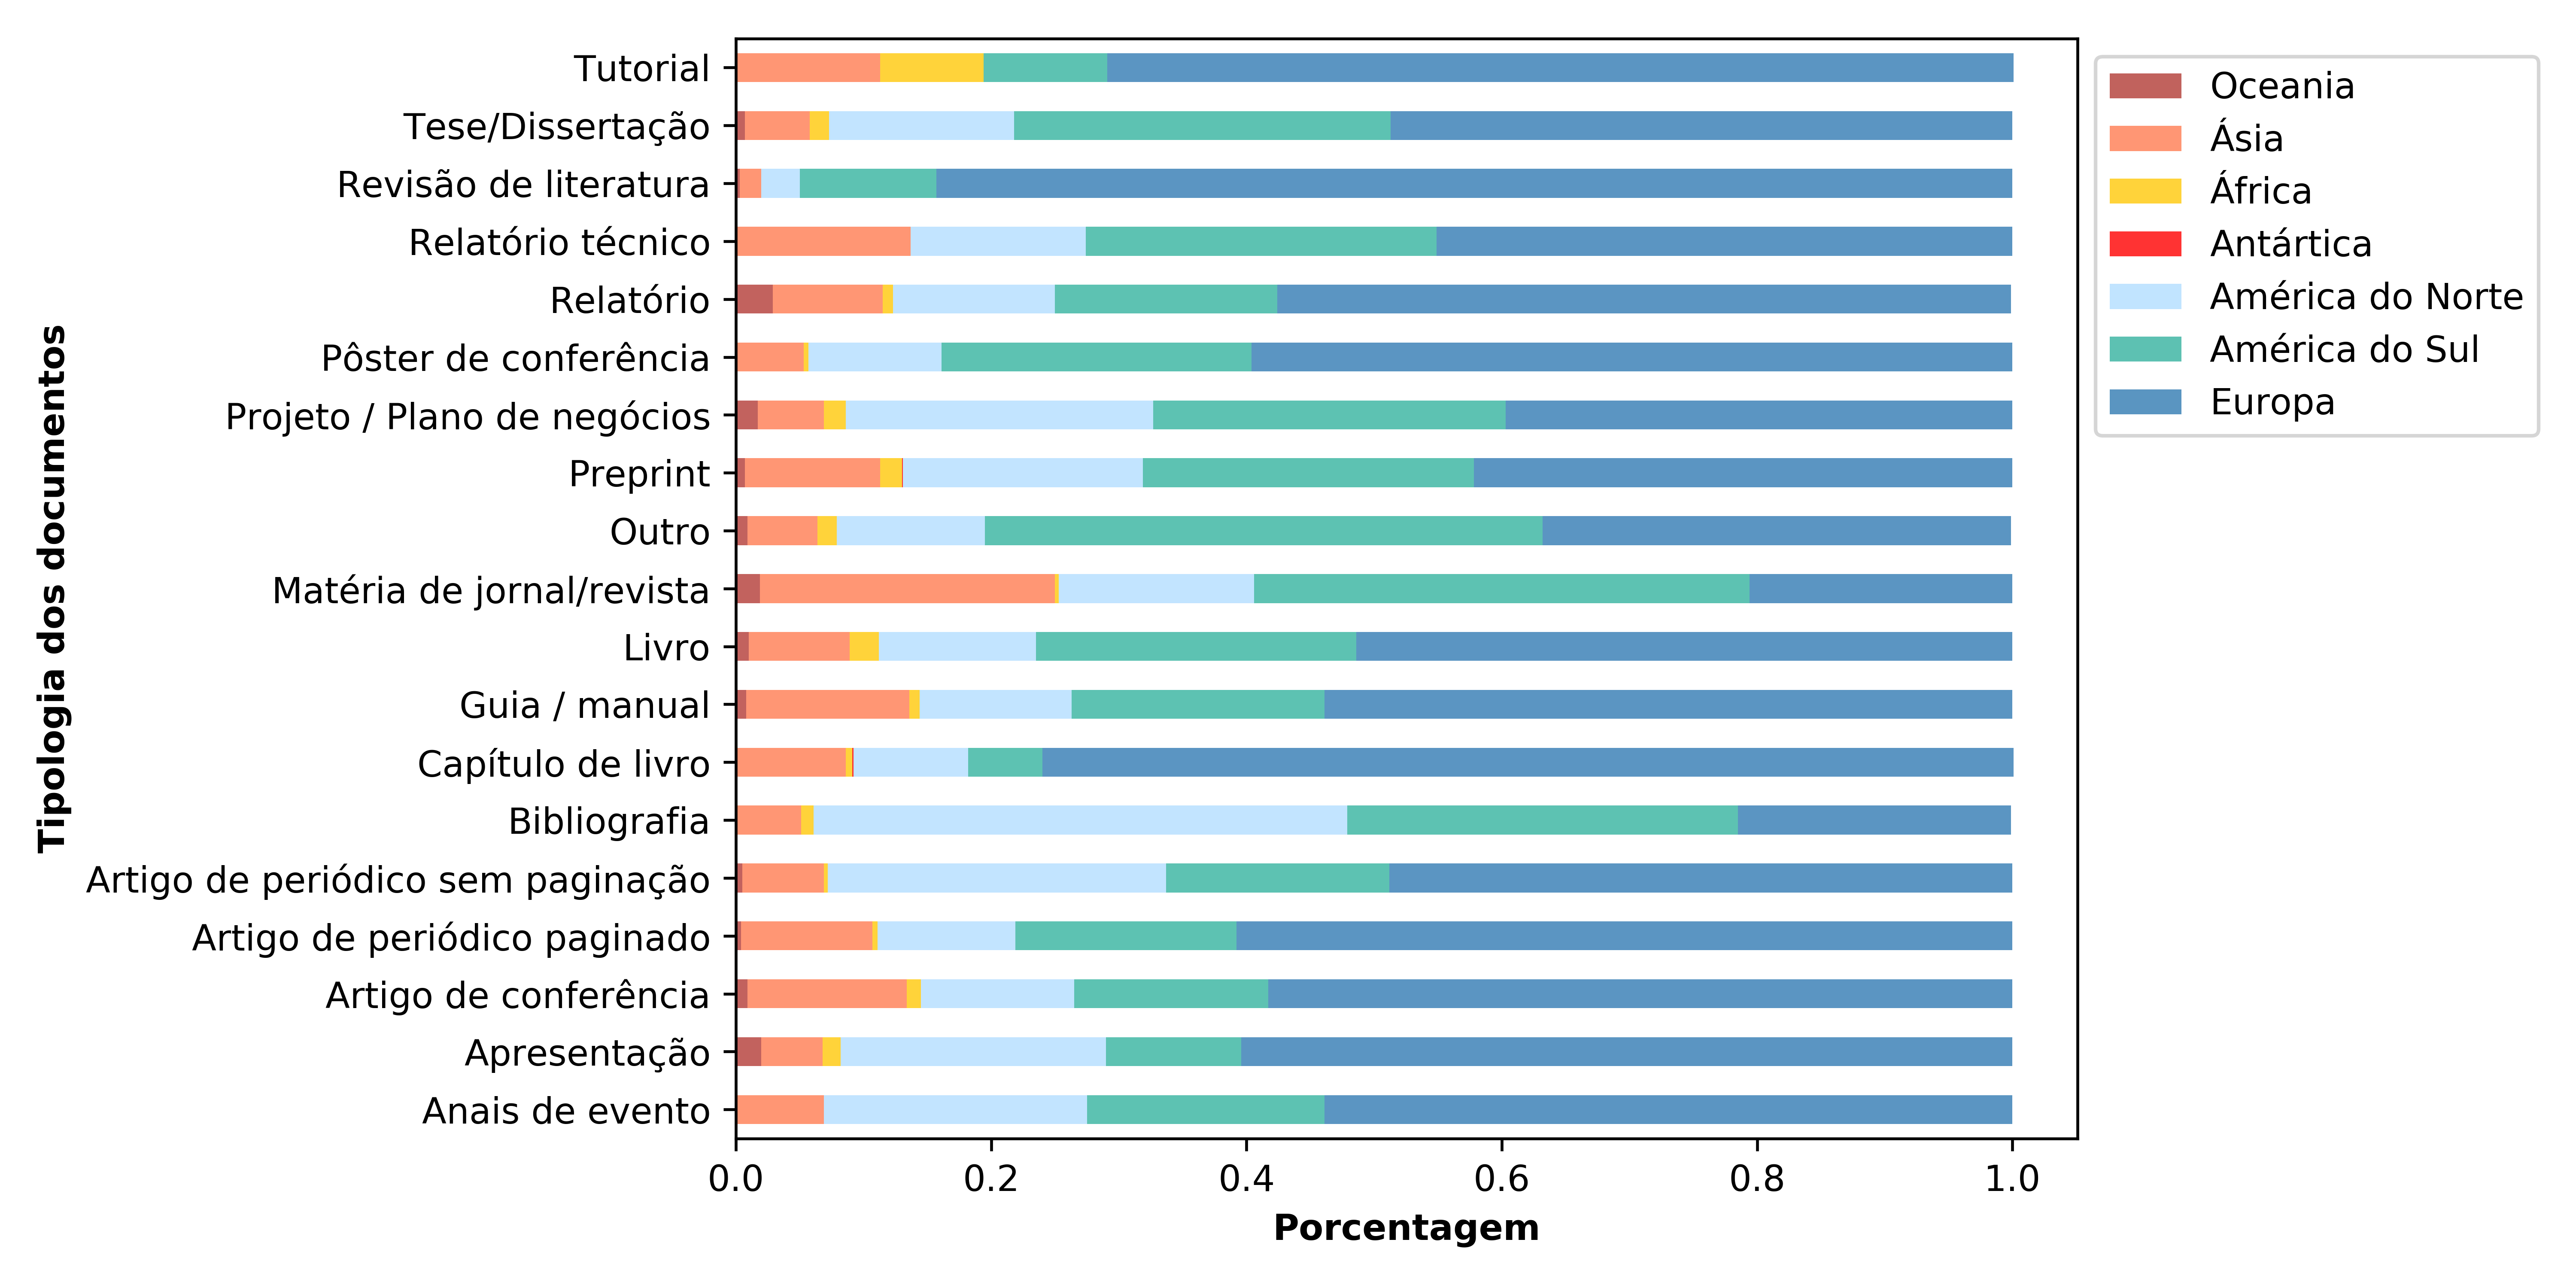 Tipologia dos documentos
Tutorial
Tese/Dissertação
Revisão de literatura
Relatório técnico
Relatório
Pôster de conferência
Projeto / Plano de negócios
Preprint
Outro
Matéria de jornal/revista
Livro
Guia / manual
Capítulo de livro
Bibliografia
Artigo de periódico sem paginação
Artigo de periódico paginado
Artigo de conferência
Apresentação
Anais de evento
0.0 0.2 0.4 0.6 0.8 1.0
Porcentagem
Oceania
Ásia
África
Antártica
América do Norte
América do Sul
Europa